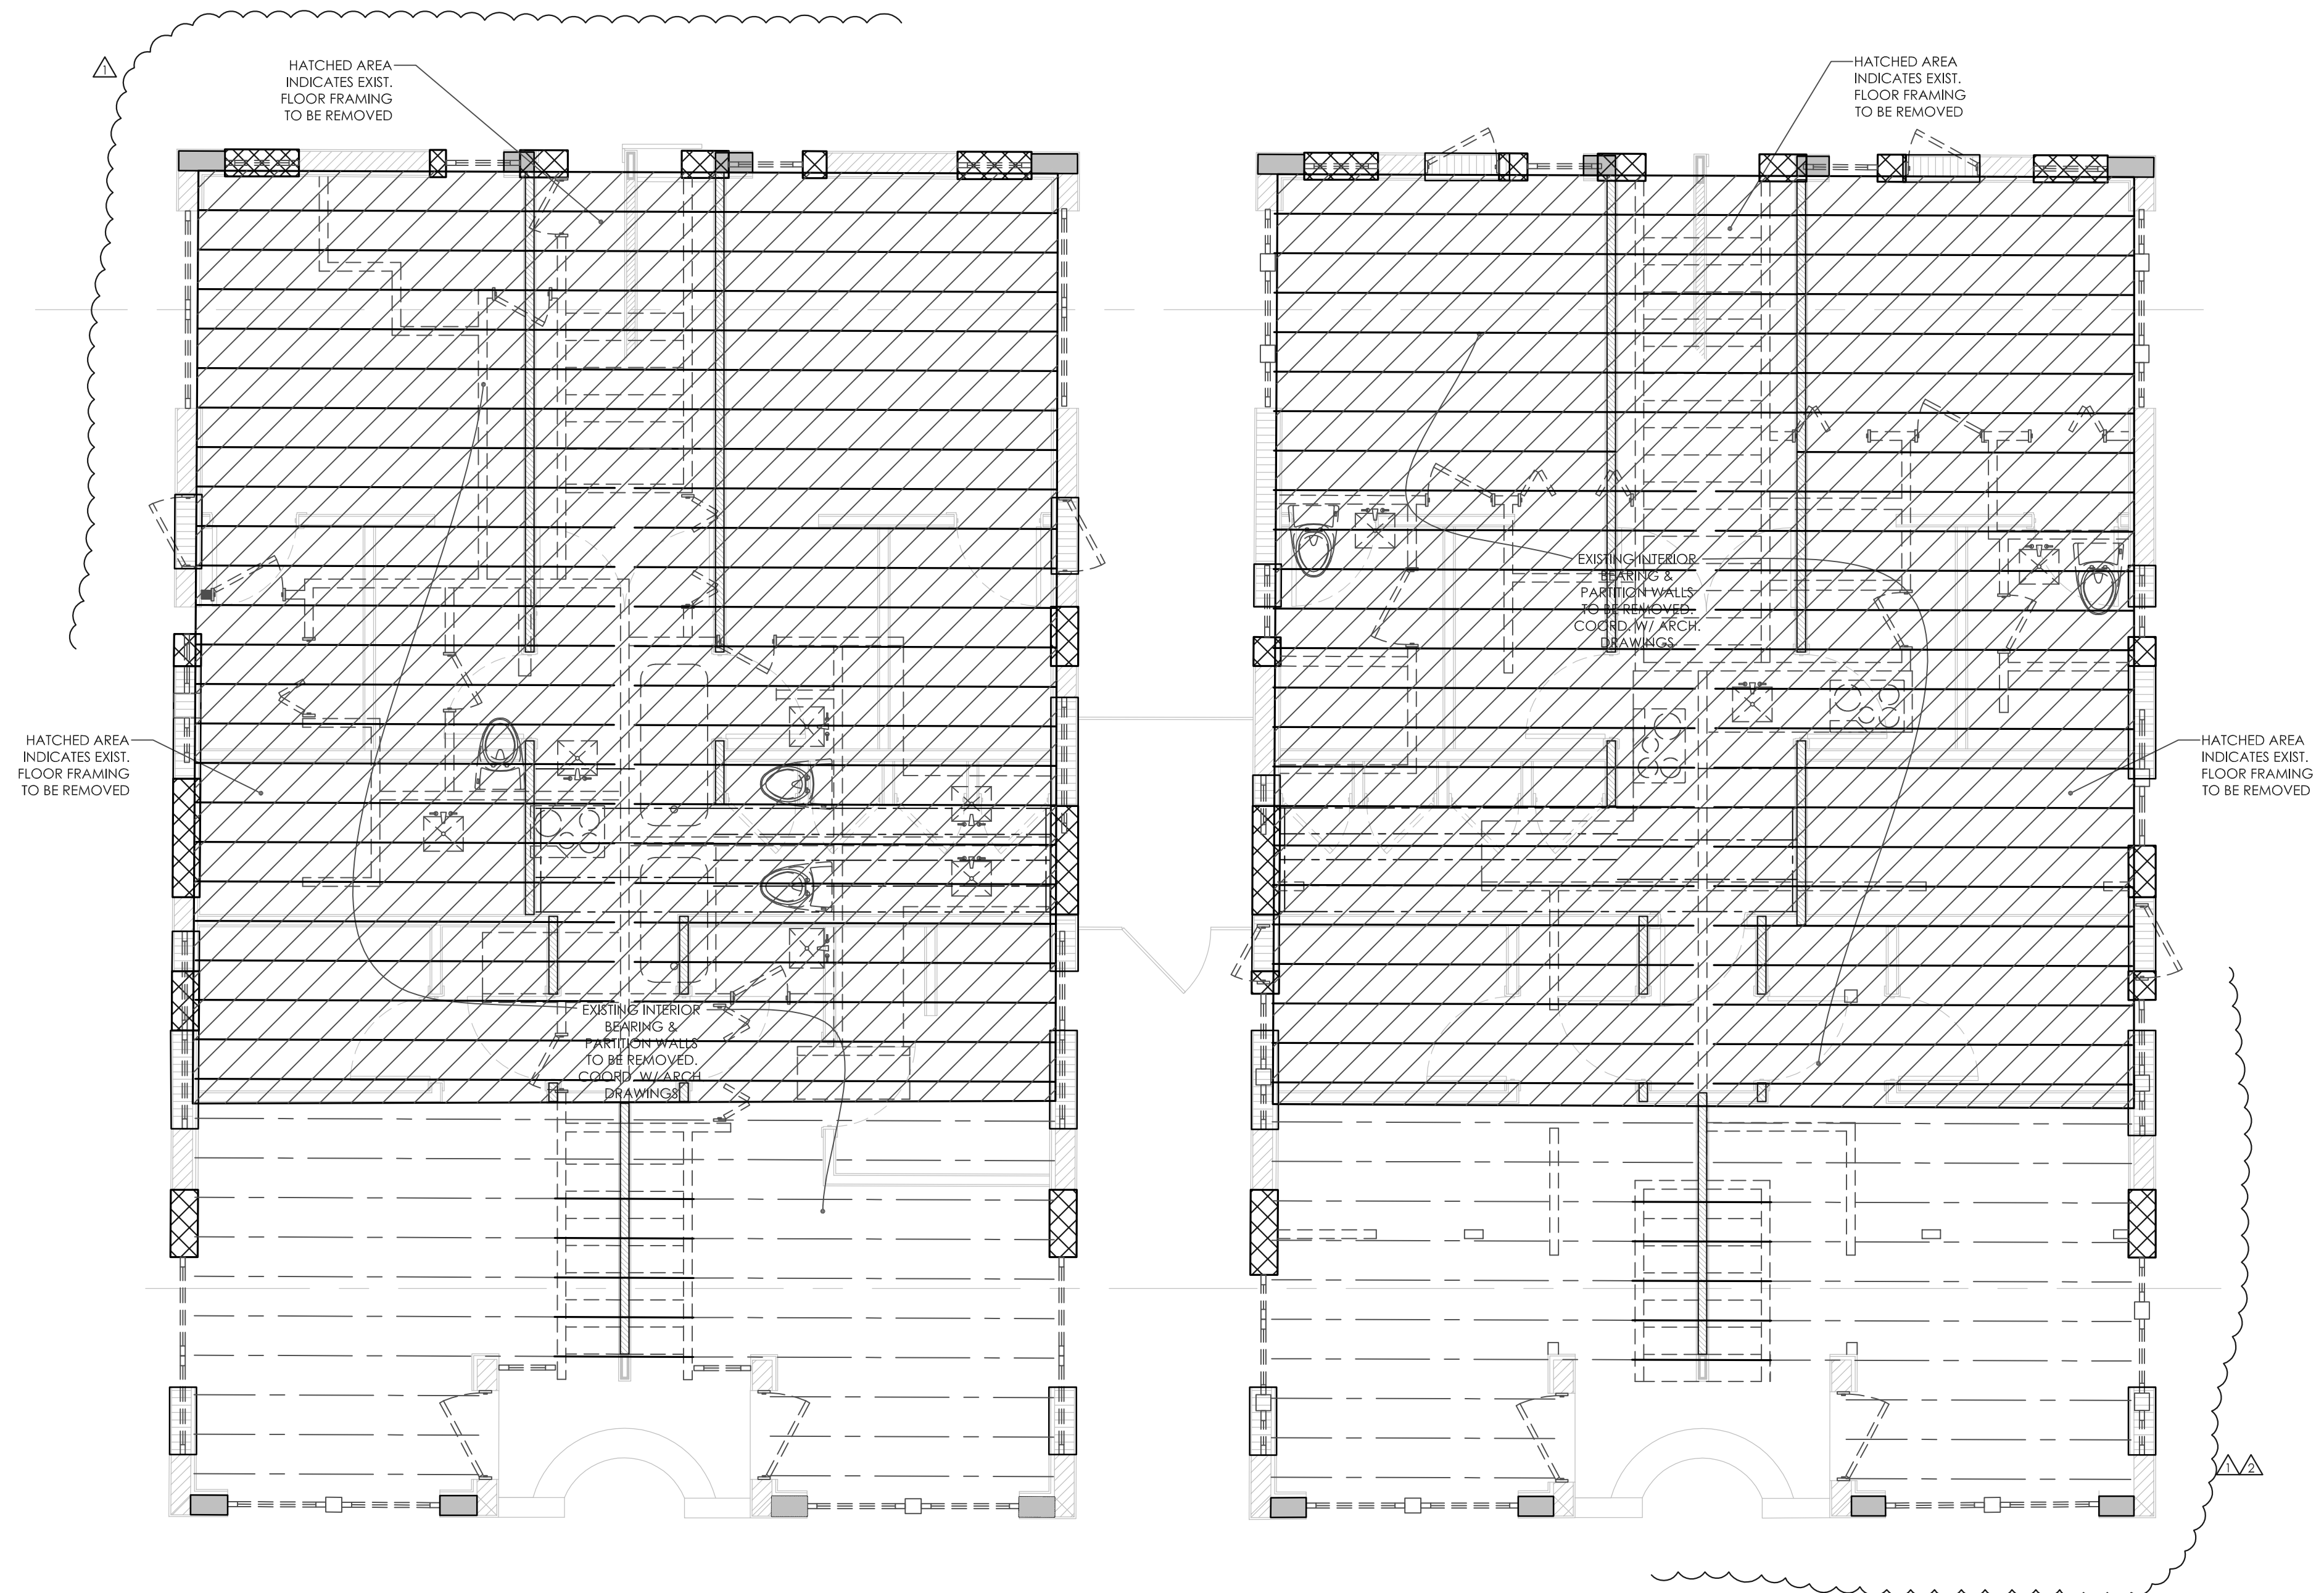 1
HATCHED AREA
INDICATES EXIST.
FLOOR FRAMING
TO BE REMOVED
HATCHED AREA
INDICATES EXIST.
FLOOR FRAMING
TO BE REMOVED
EXISTING INTERIOR
BEARING &
PARTITION WALLS
TO BE REMOVED.
COORD. W/ ARCH.
DRAWINGS
HATCHED AREA
INDICATES EXIST.
FLOOR FRAMING
TO BE REMOVED
HATCHED AREA
INDICATES EXIST.
FLOOR FRAMING
TO BE REMOVED
EXISTING INTERIOR
BEARING &
PARTITION WALLS
TO BE REMOVED.
COORD. W/ ARCH.
DRAWINGS
1 2